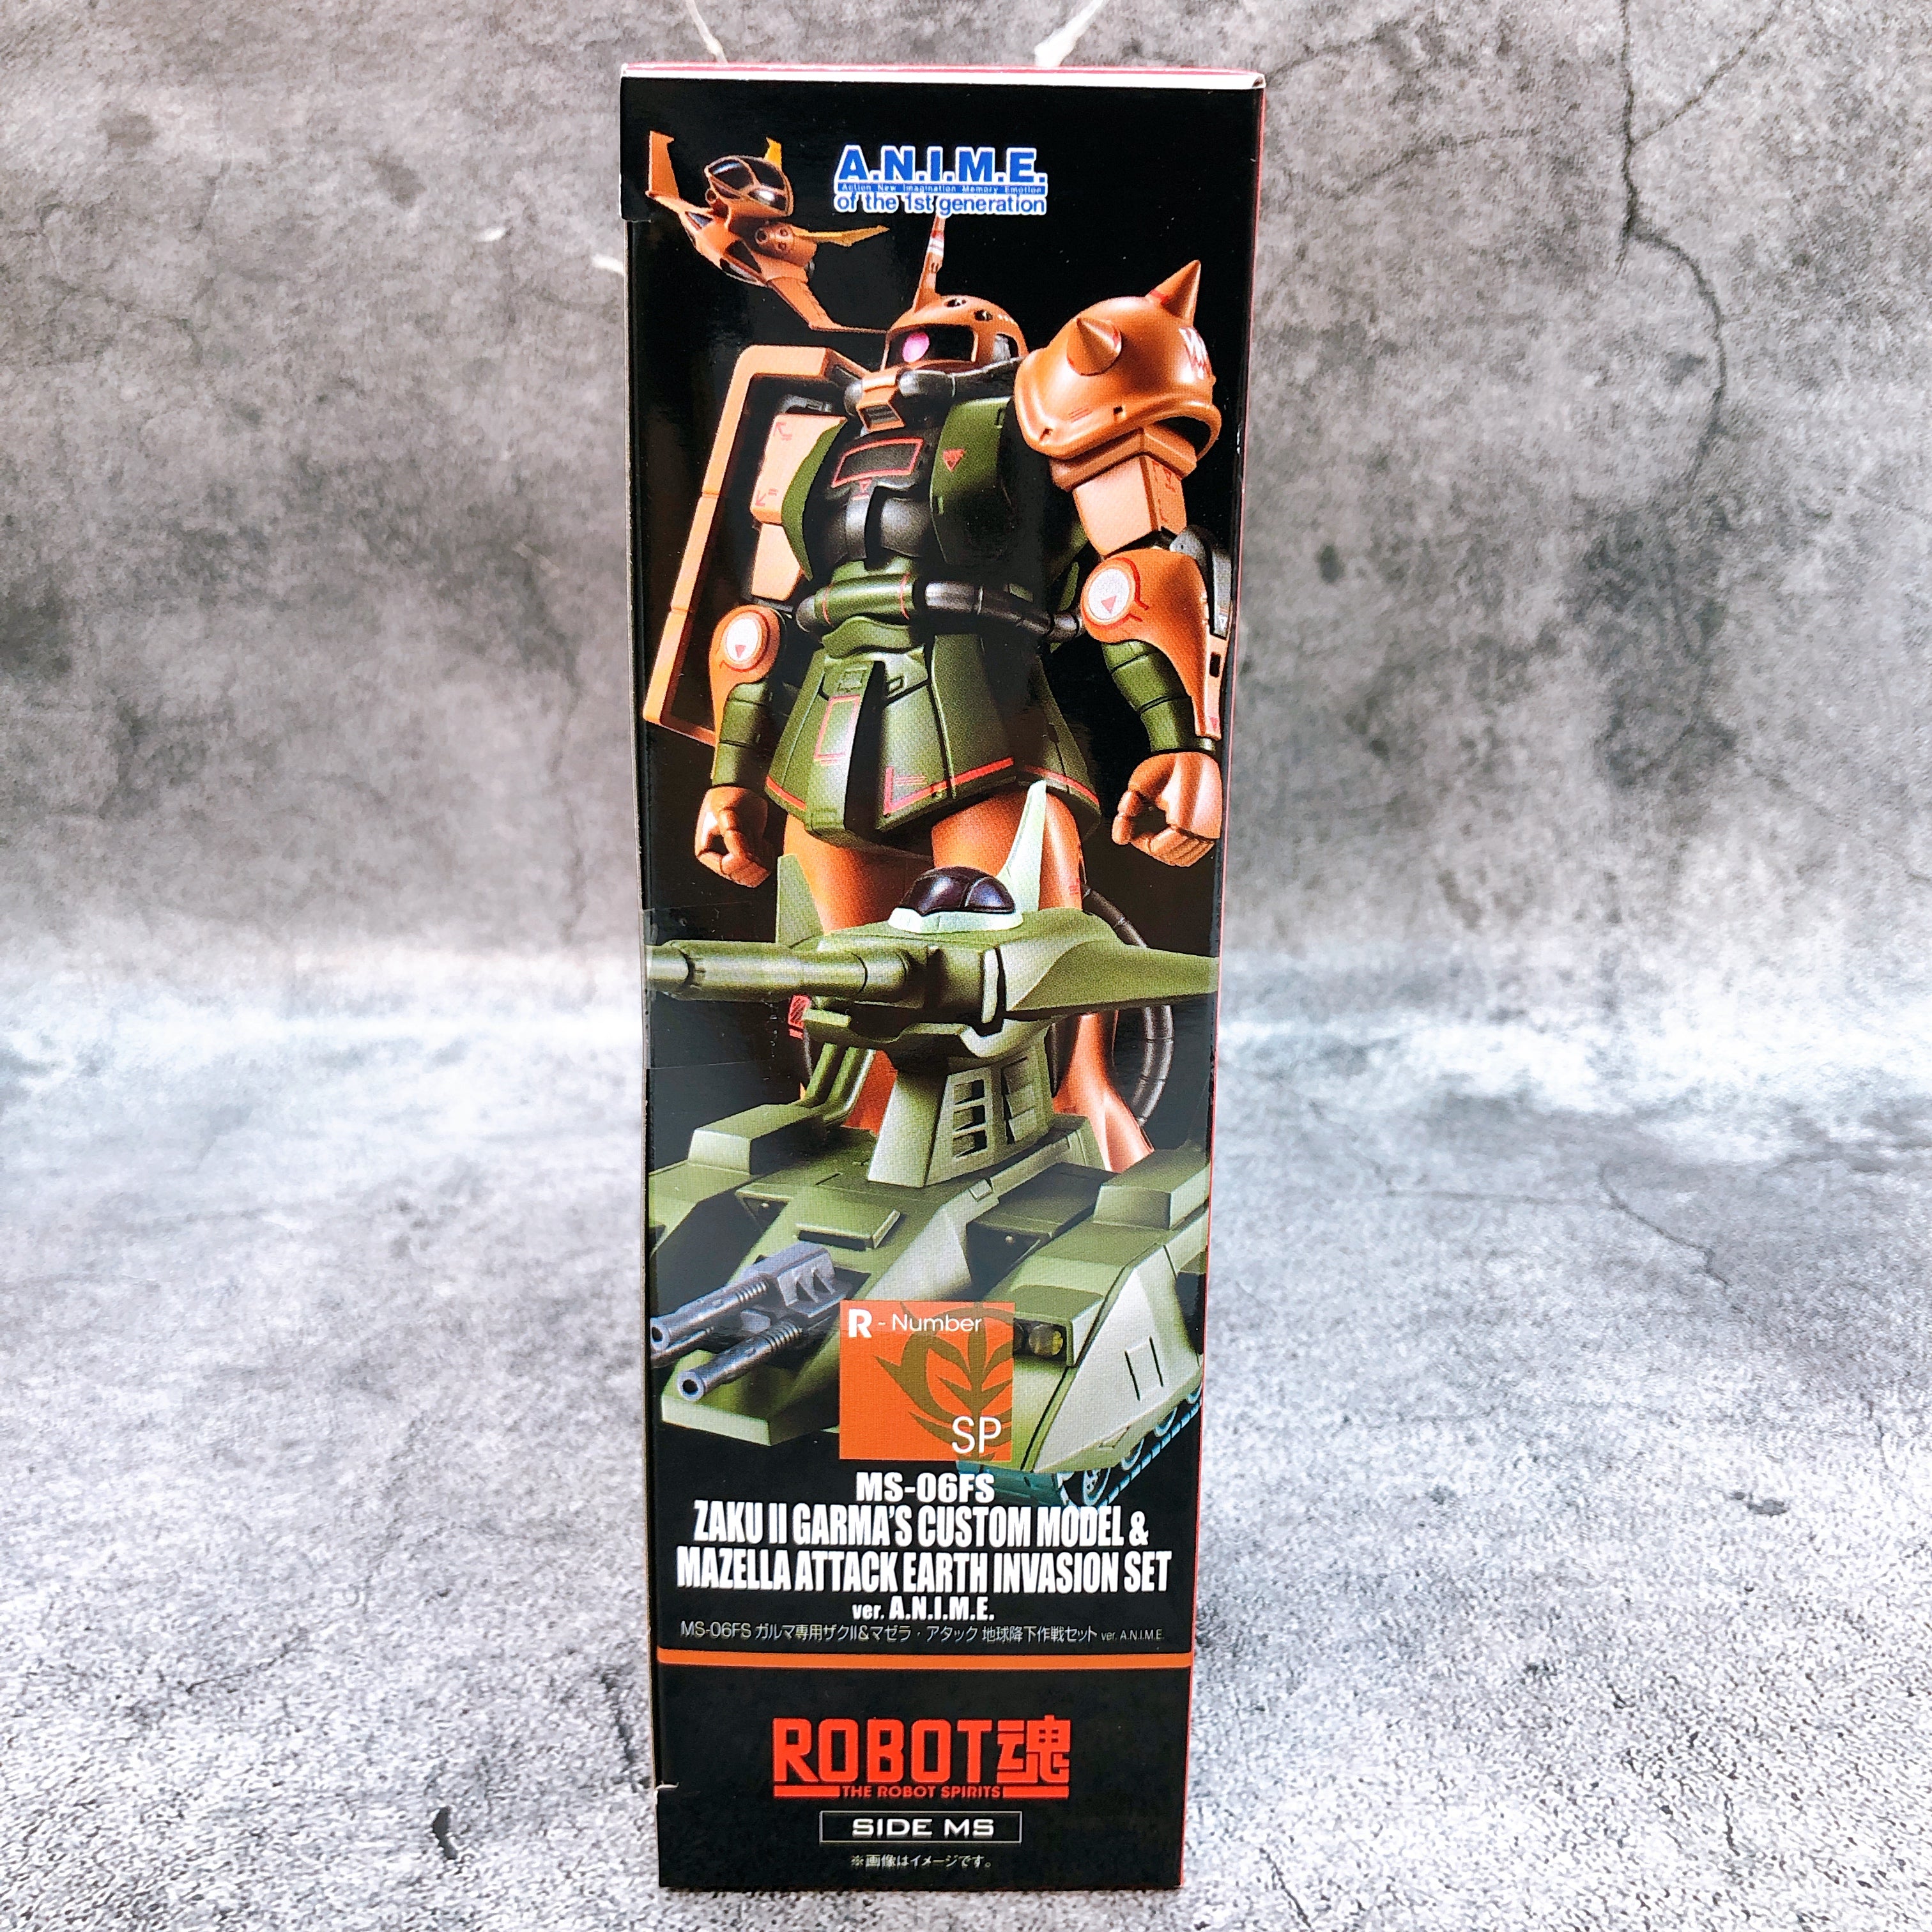 A.N.I.M.E.
Action New Imagination Memory Emotion
of the 1st generation
R - Number
SP
MS-06FS
ZAKU II GARMA'S CUSTOM MODEL &
MAZELLA ATTACK EARTH INVASION SET
ver. A.N.I.M.E.
MS-06FS ガルマ専用ザクII&マゼラ・アタック 地球降下作戦セット ver. A.N.I.M.E.
ROBOT魂
THE ROBOT SPIRITS
SIDE MS
※画像はイメージです。